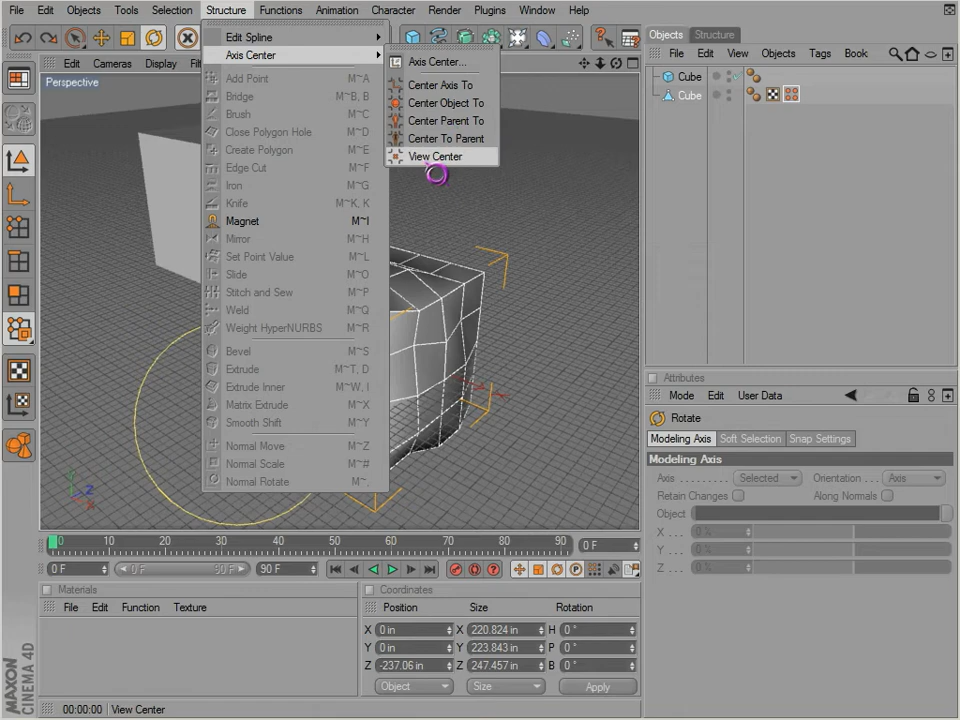 File Edit Objects Tools Selection Structure Functions Animation Character Render Plugins Window Help
Edit Cameras Display
Perspective
Edit Spline
Axis Center
Add Point M~A
Bridge M~B, B
Brush M~C
Close Polygon Hole M~D
Create Polygon M~E
Edge Cut M~F
Iron M~G
Knife M~K, K
Magnet M~I
Mirror M~H
Set Point Value M~L
Slide M~O
Stitch and Sew M~P
Weld M~Q
Weight HyperNURBS M~R
Bevel M~S
Extrude M~T, D
Extrude Inner M~W, I
Matrix Extrude M~X
Smooth Shift M~Y
Normal Move M~Z
Normal Scale M~#
Normal Rotate M~,
Axis Center...
Center Axis To
Center Object To
Center Parent To
Center To Parent
View Center
Objects Structure
File Edit View Objects Tags Book
Cube
Cube
Attributes
Mode Edit User Data
Rotate
Modeling Axis Soft Selection Snap Settings
Modeling Axis
Axis Selected Orientation Axis
Retain Changes Along Normals
Object
X 0 %
Y 0 %
Z 0 %
Y Z X
0 10 20 30 40 50 60 70 80 90 0 F
0 F 0 F 90 F 90 F
Materials
File Edit Function Texture
Coordinates
Position Size Rotation
X 0 in X 220.824 in H 0 °
Y 0 in Y 223.843 in P 0 °
Z -237.06 in Z 247.457 in B 0 °
Object Size Apply
MAXON CINEMA 4D
00:00:00 View Center